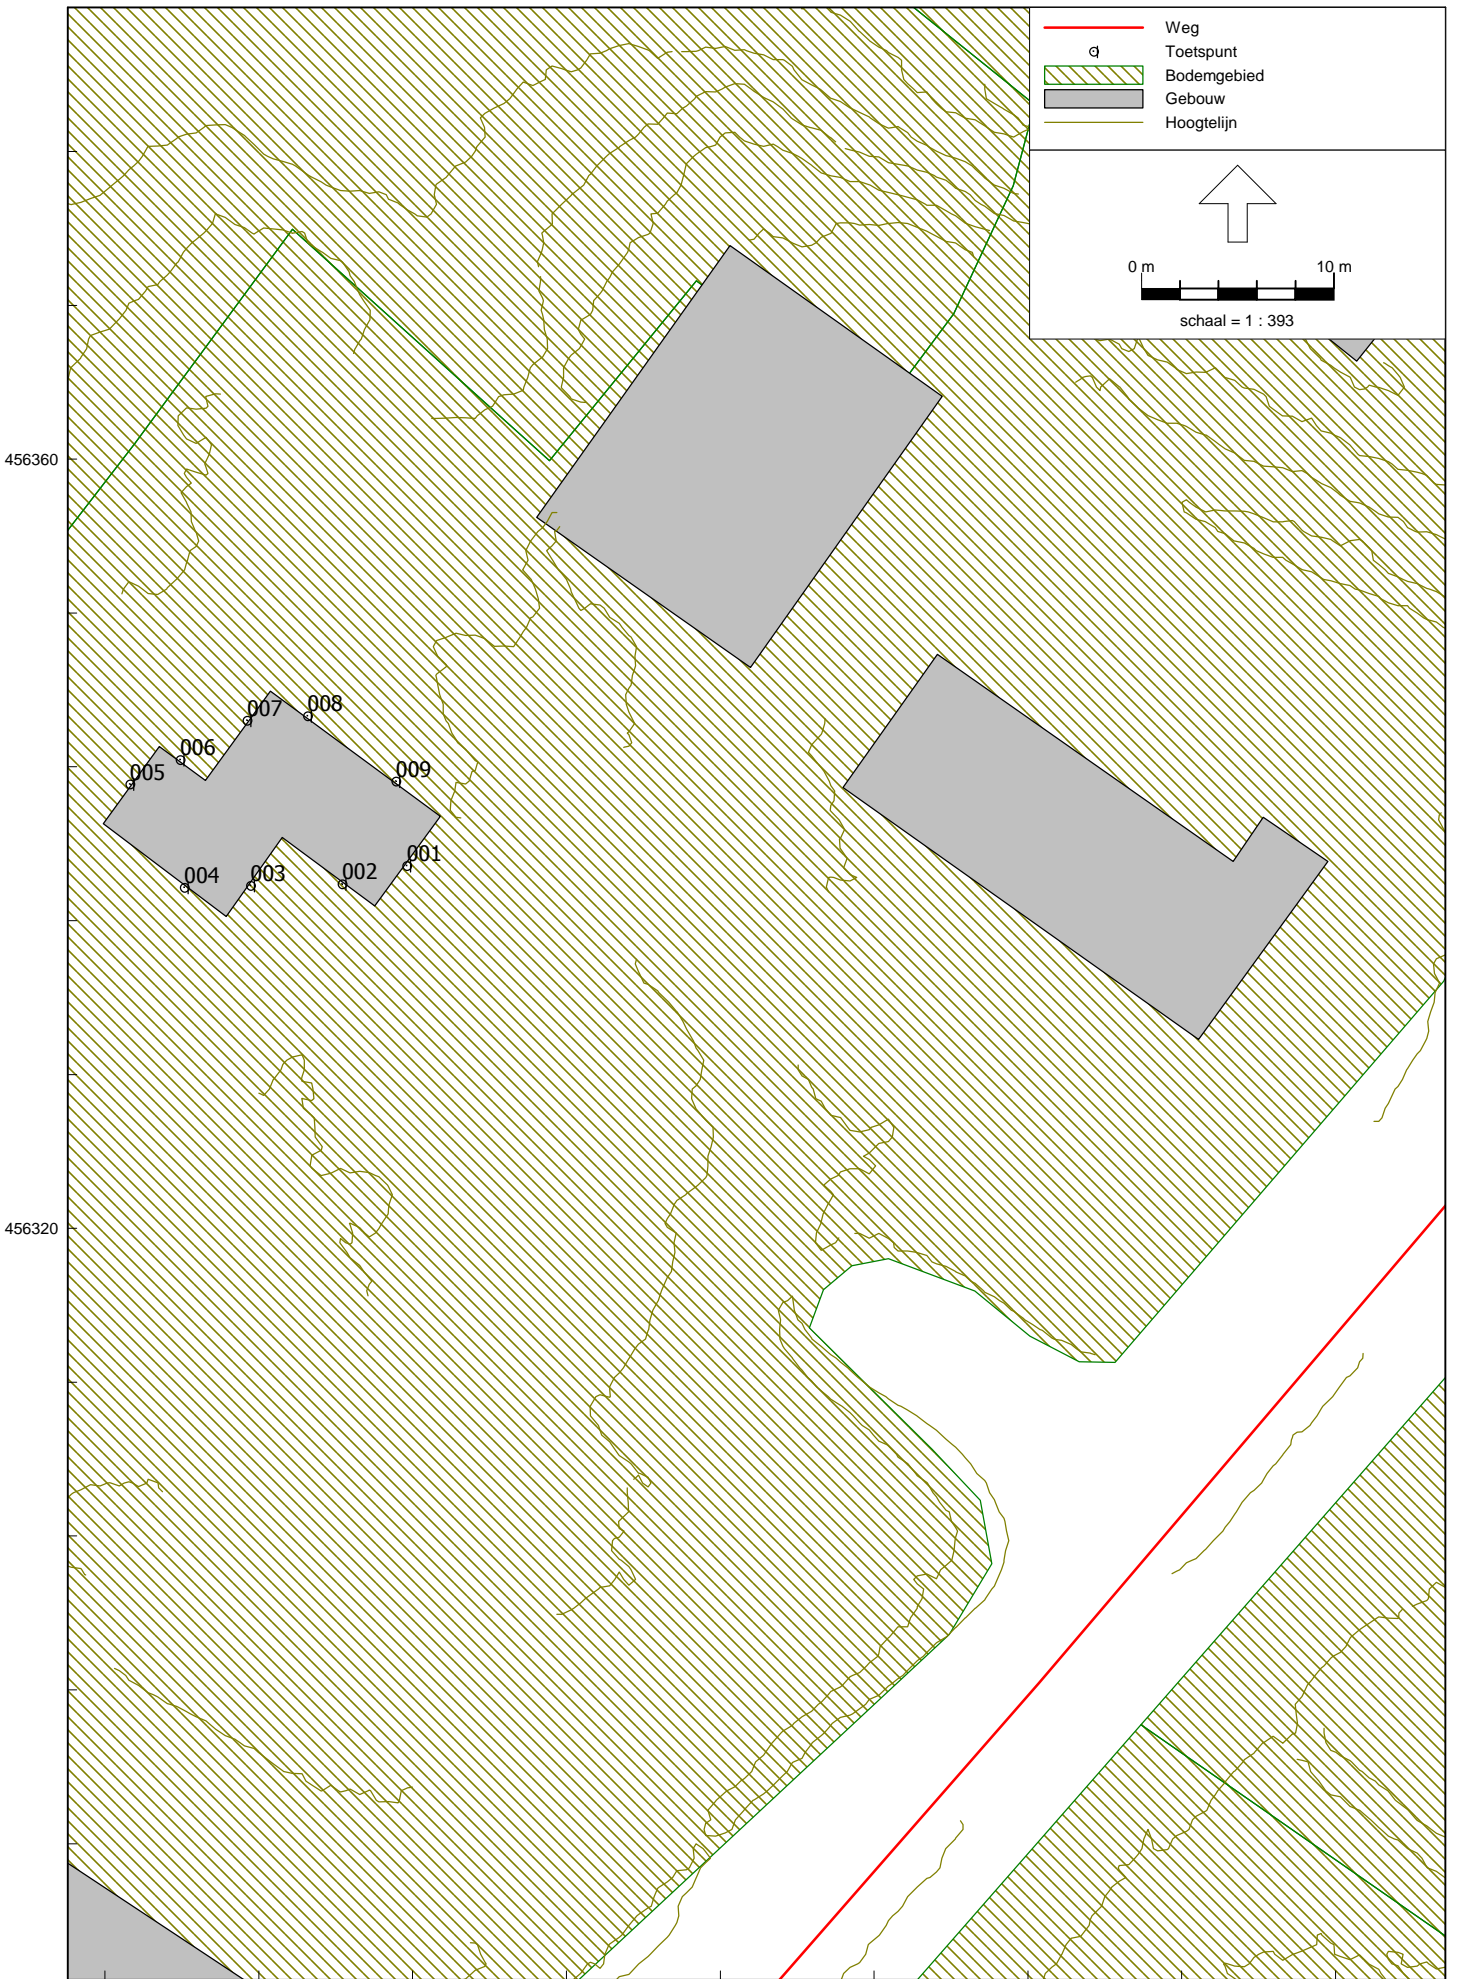 Weg
Toetspunt
Bodemgebied
Gebouw
Hoogtelijn
0 m 10 m
schaal = 1 : 393
456360
007 008
006
005 009
001
004 003 002
456320